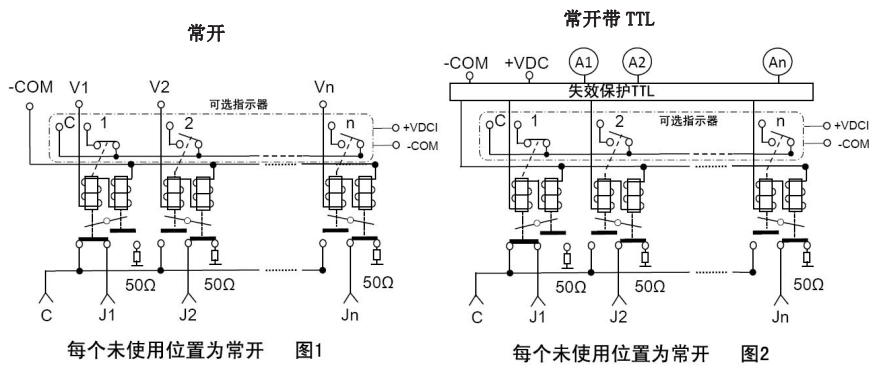 常开
-COM V1 V2 Vn
可选指示器
C 1 2 n
+VDCI
-COM
50Ω 50Ω 50Ω
C J1 J2 Jn
每个未使用位置为常开 图1
常开带 TTL
-COM +VDC A1 A2 An
失效保护TTL
可选指示器
C 1 2 n
+VDCI
-COM
50Ω 50Ω 50Ω
C J1 J2 Jn
每个未使用位置为常开 图2